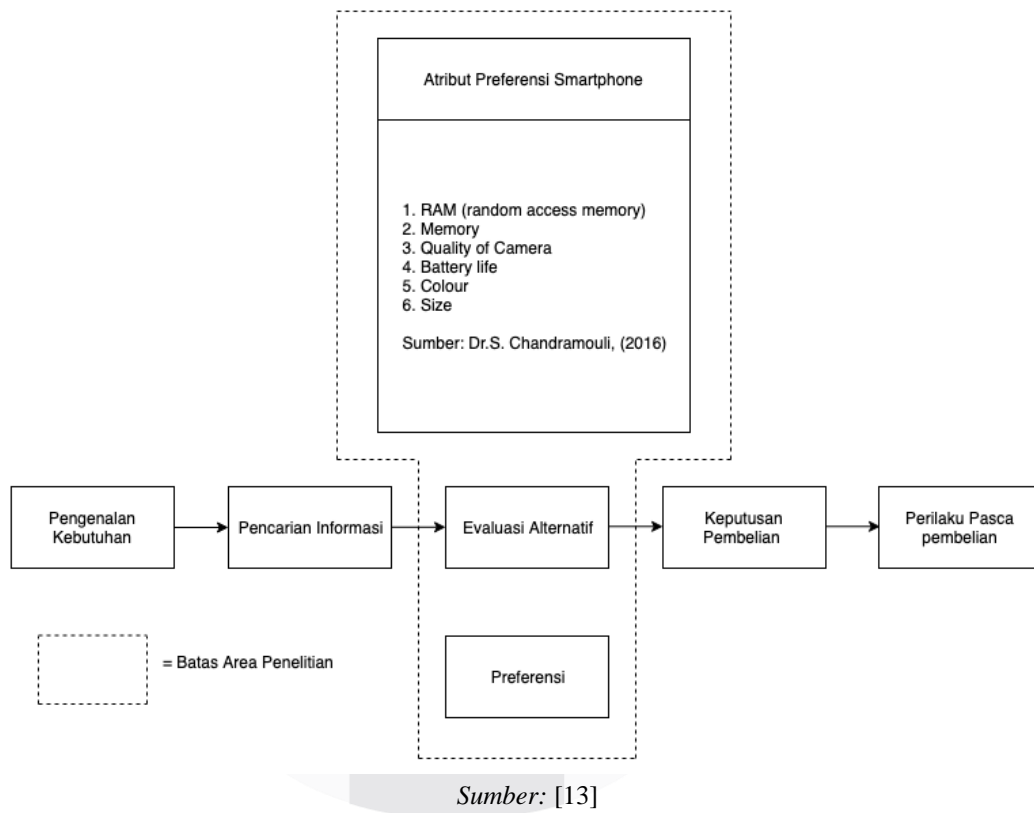 Atribut Preferensi Smartphone
1. RAM (random access memory)
2. Memory
3. Quality of Camera
4. Battery life
5. Colour
6. Size
Sumber: Dr.S. Chandramouli, (2016)
Pengenalan
Kebutuhan
Pencarian Informasi
Evaluasi Alternatif
Keputusan
Pembelian
Perilaku Pasca
pembelian
= Batas Area Penelitian
Preferensi
Sumber: [13]